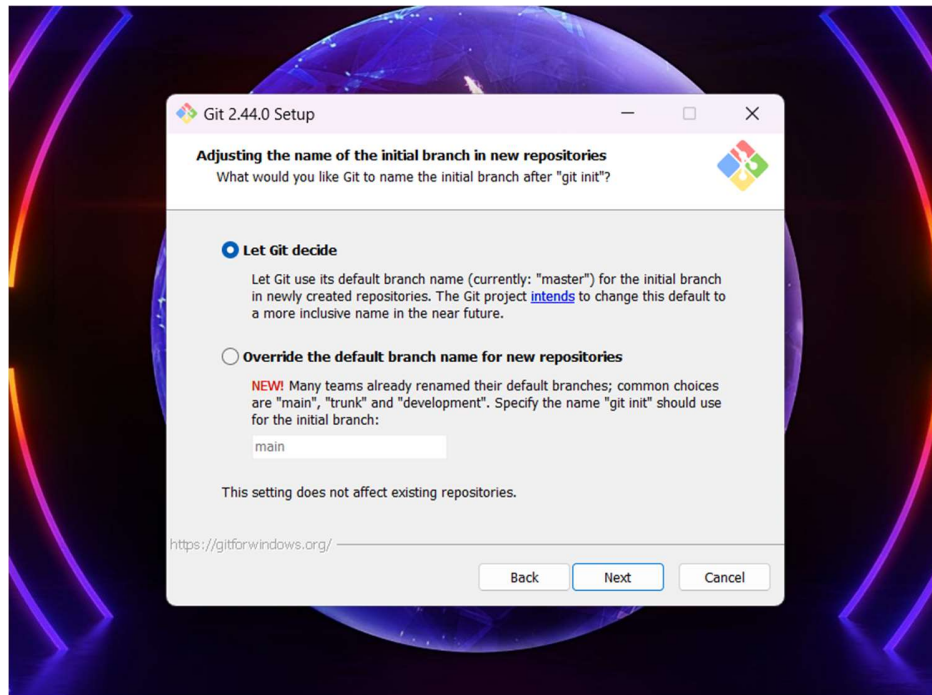 Git 2.44.0 Setup
Adjusting the name of the initial branch in new repositories
What would you like Git to name the initial branch after "git init"?
Let Git decide
Let Git use its default branch name (currently: "master") for the initial branch
in newly created repositories. The Git project intends to change this default to
a more inclusive name in the near future.
Override the default branch name for new repositories
NEW! Many teams already renamed their default branches; common choices
are "main", "trunk" and "development". Specify the name "git init" should use
for the initial branch:
main
This setting does not affect existing repositories.
https://gitforwindows.org/
Back Next Cancel